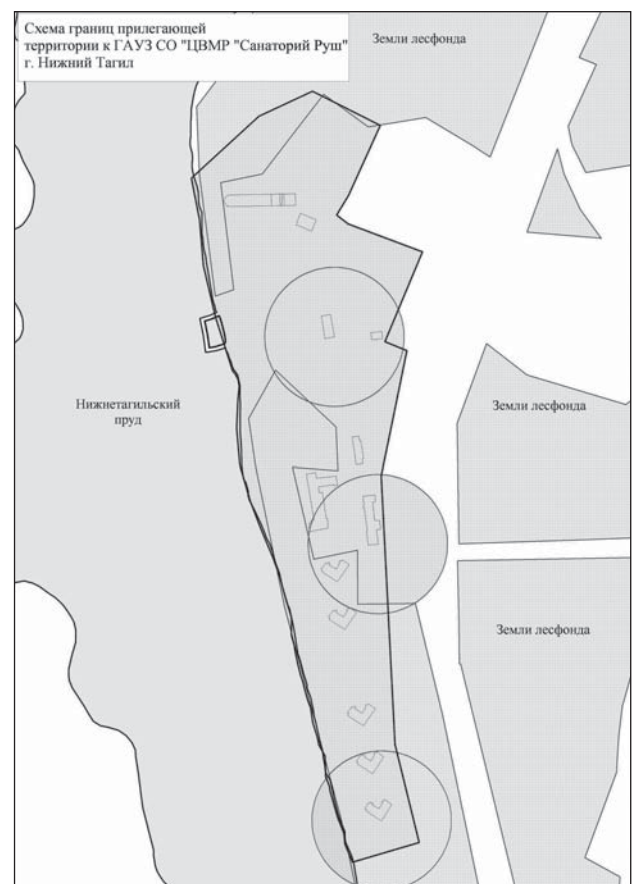 Схема границ прилегающей
территории к ГАУЗ СО "ЦВМР "Санаторий Руш"
г. Нижний Тагил
Земли лесфонда
Нижнетагильский
пруд
Земли лесфонда
Земли лесфонда